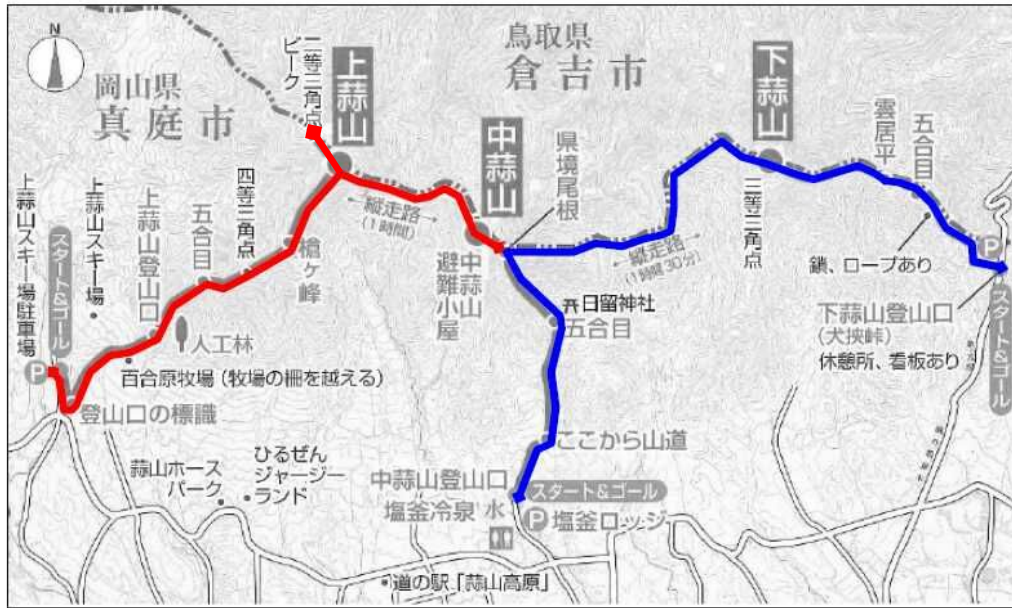 N
鳥取県
倉吉市
岡山県
真庭市
二等三角点
ピーク
上蒜山
中蒜山
下蒜山
県境尾根
雲居平
五合目
上蒜山スキー場駐車場
スタート&ゴール
上蒜山スキー場
上蒜山登山口
五合目
四等三角点
槍ヶ峰
縦走路
(1時間)
中蒜山
避難小屋
縦走路
(1時間30分)
三等三角点
鎖、ロープあり
P
日留神社
五合目
下蒜山登山口
(犬挟峠)
休憩所、看板あり
スタート&ゴール
人工林
P
百合原牧場(牧場の柵を越える)
登山口の標識
ここから山道
蒜山ホース
パーク
ひるぜん
ジャージー
ランド
中蒜山登山口
スタート&ゴール
塩釜冷泉 水
P 塩釜ロッジ
道の駅「蒜山高原」